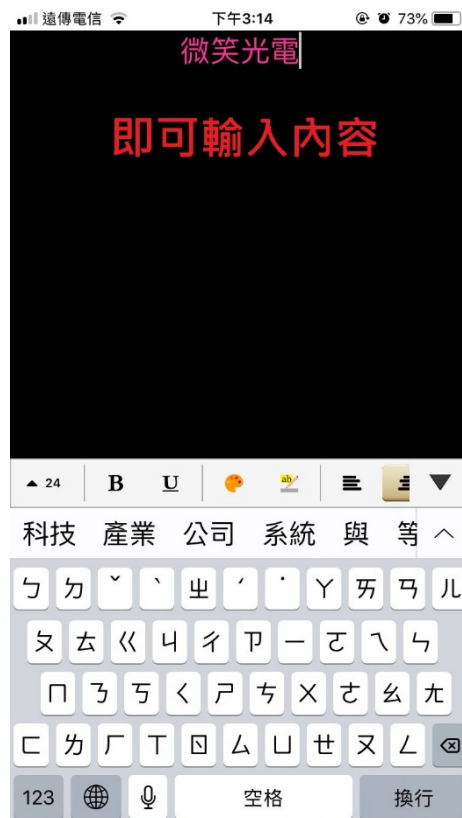 遠傳電信 下午3:14 73%
微笑光電
即可輸入內容
24 B U ab
科技 產業 公司 系統 與 等
ㄅ ㄉ ˇ ˋ ㄓ ˊ ˙ ㄚ ㄞ ㄢ ㄦ
ㄆ ㄊ ㄍ ㄐ ㄔ ㄗ ㄧ ㄛ ㄟ ㄣ
ㄇ ㄋ ㄎ ㄑ ㄕ ㄘ ㄨ ㄜ ㄠ ㄤ
ㄈ ㄌ ㄏ ㄒ ㄖ ㄙ ㄩ ㄝ ㄡ ㄥ
123 空格 換行